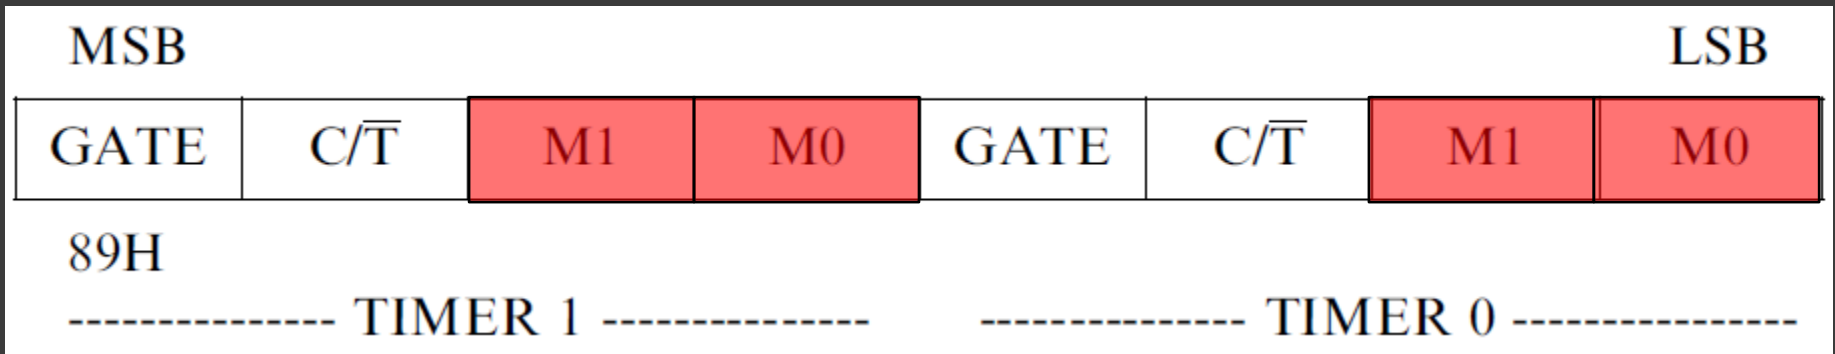 MSB LSB
GATE C/T̅ M1 M0 GATE C/T̅ M1 M0
89H
--------------- TIMER 1 --------------- --------------- TIMER 0 ----------------